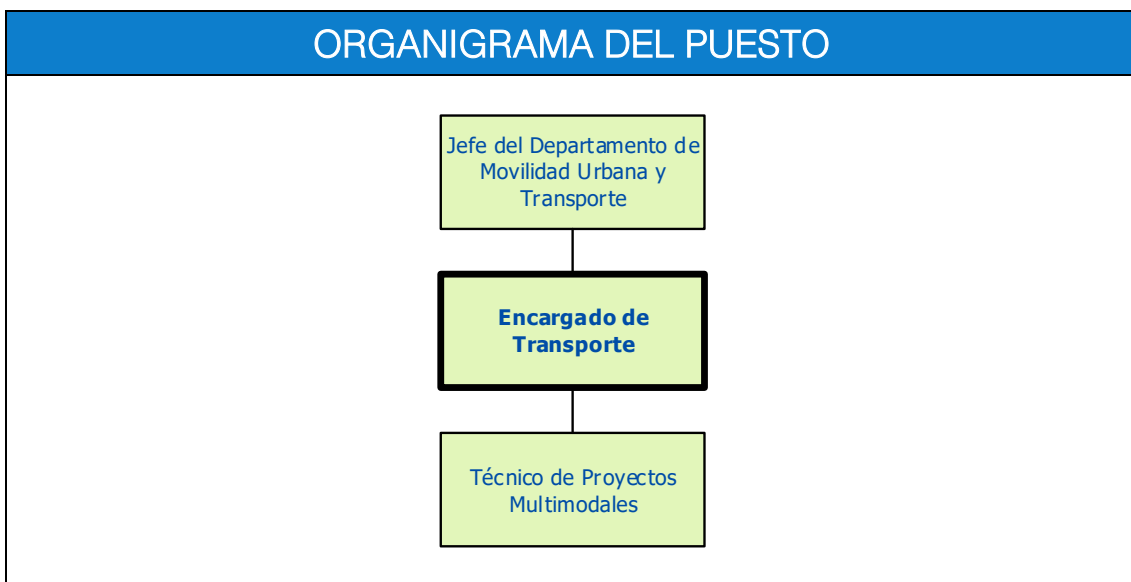 ORGANIGRAMA DEL PUESTO
Jefe del Departamento de
Movilidad Urbana y
Transporte
Encargado de
Transporte
Técnico de Proyectos
Multimodales